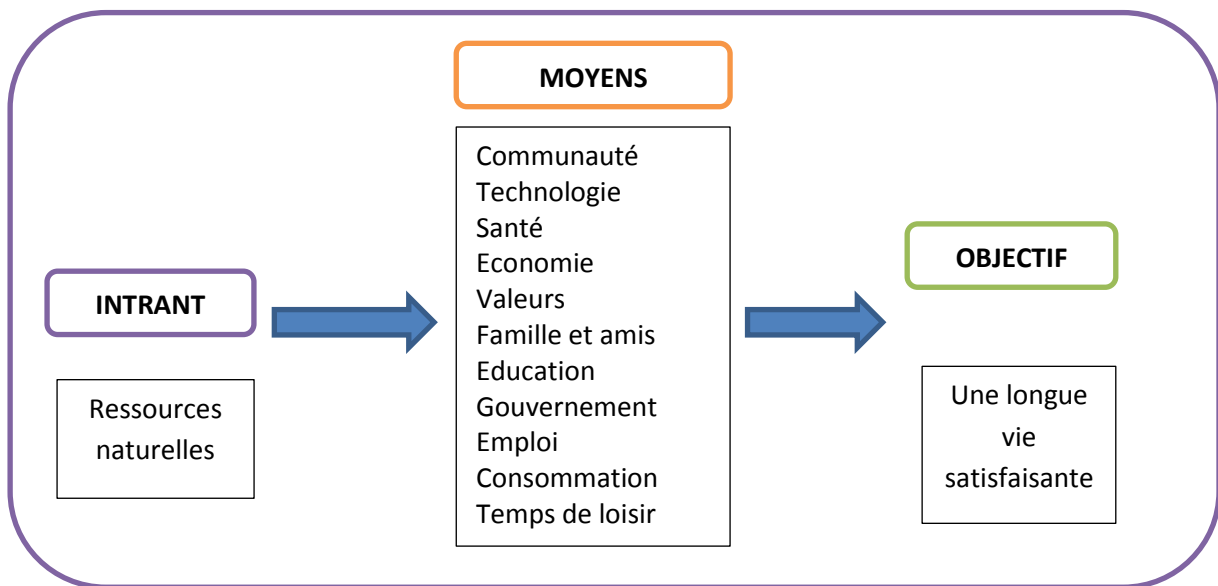 INTRANT
Ressources
naturelles
MOYENS
Communauté
Technologie
Santé
Economie
Valeurs
Famille et amis
Education
Gouvernement
Emploi
Consommation
Temps de loisir
OBJECTIF
Une longue
vie
satisfaisante